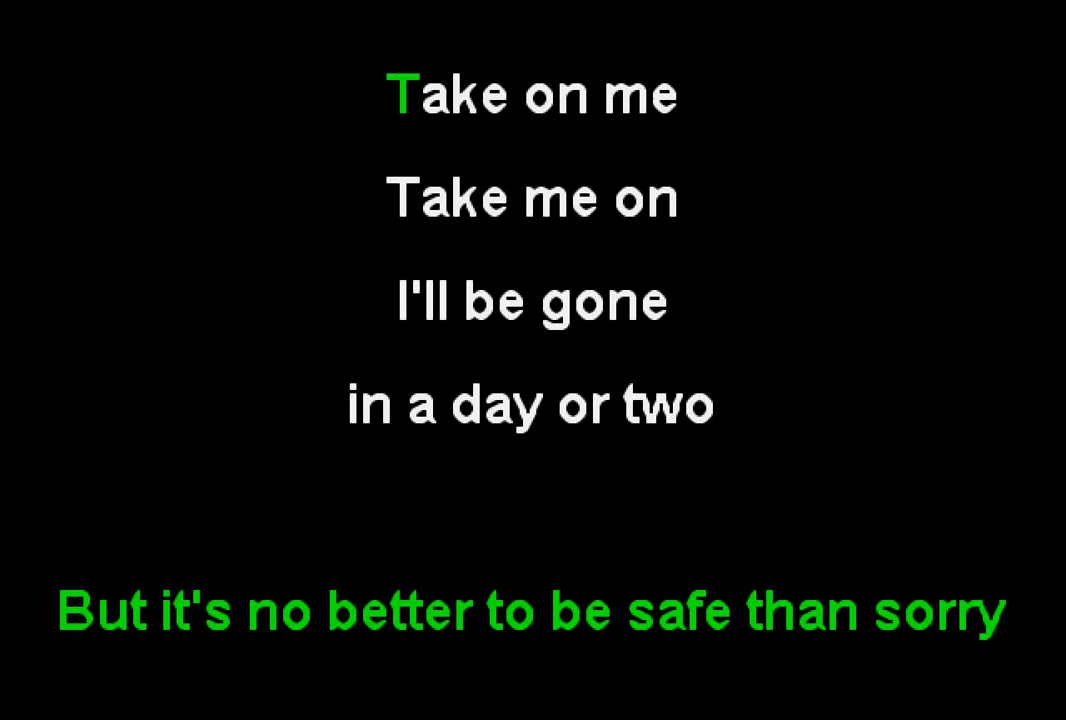 Take on me
Take me on
I'll be gone
in a day or two
But it's no better to be safe than sorry